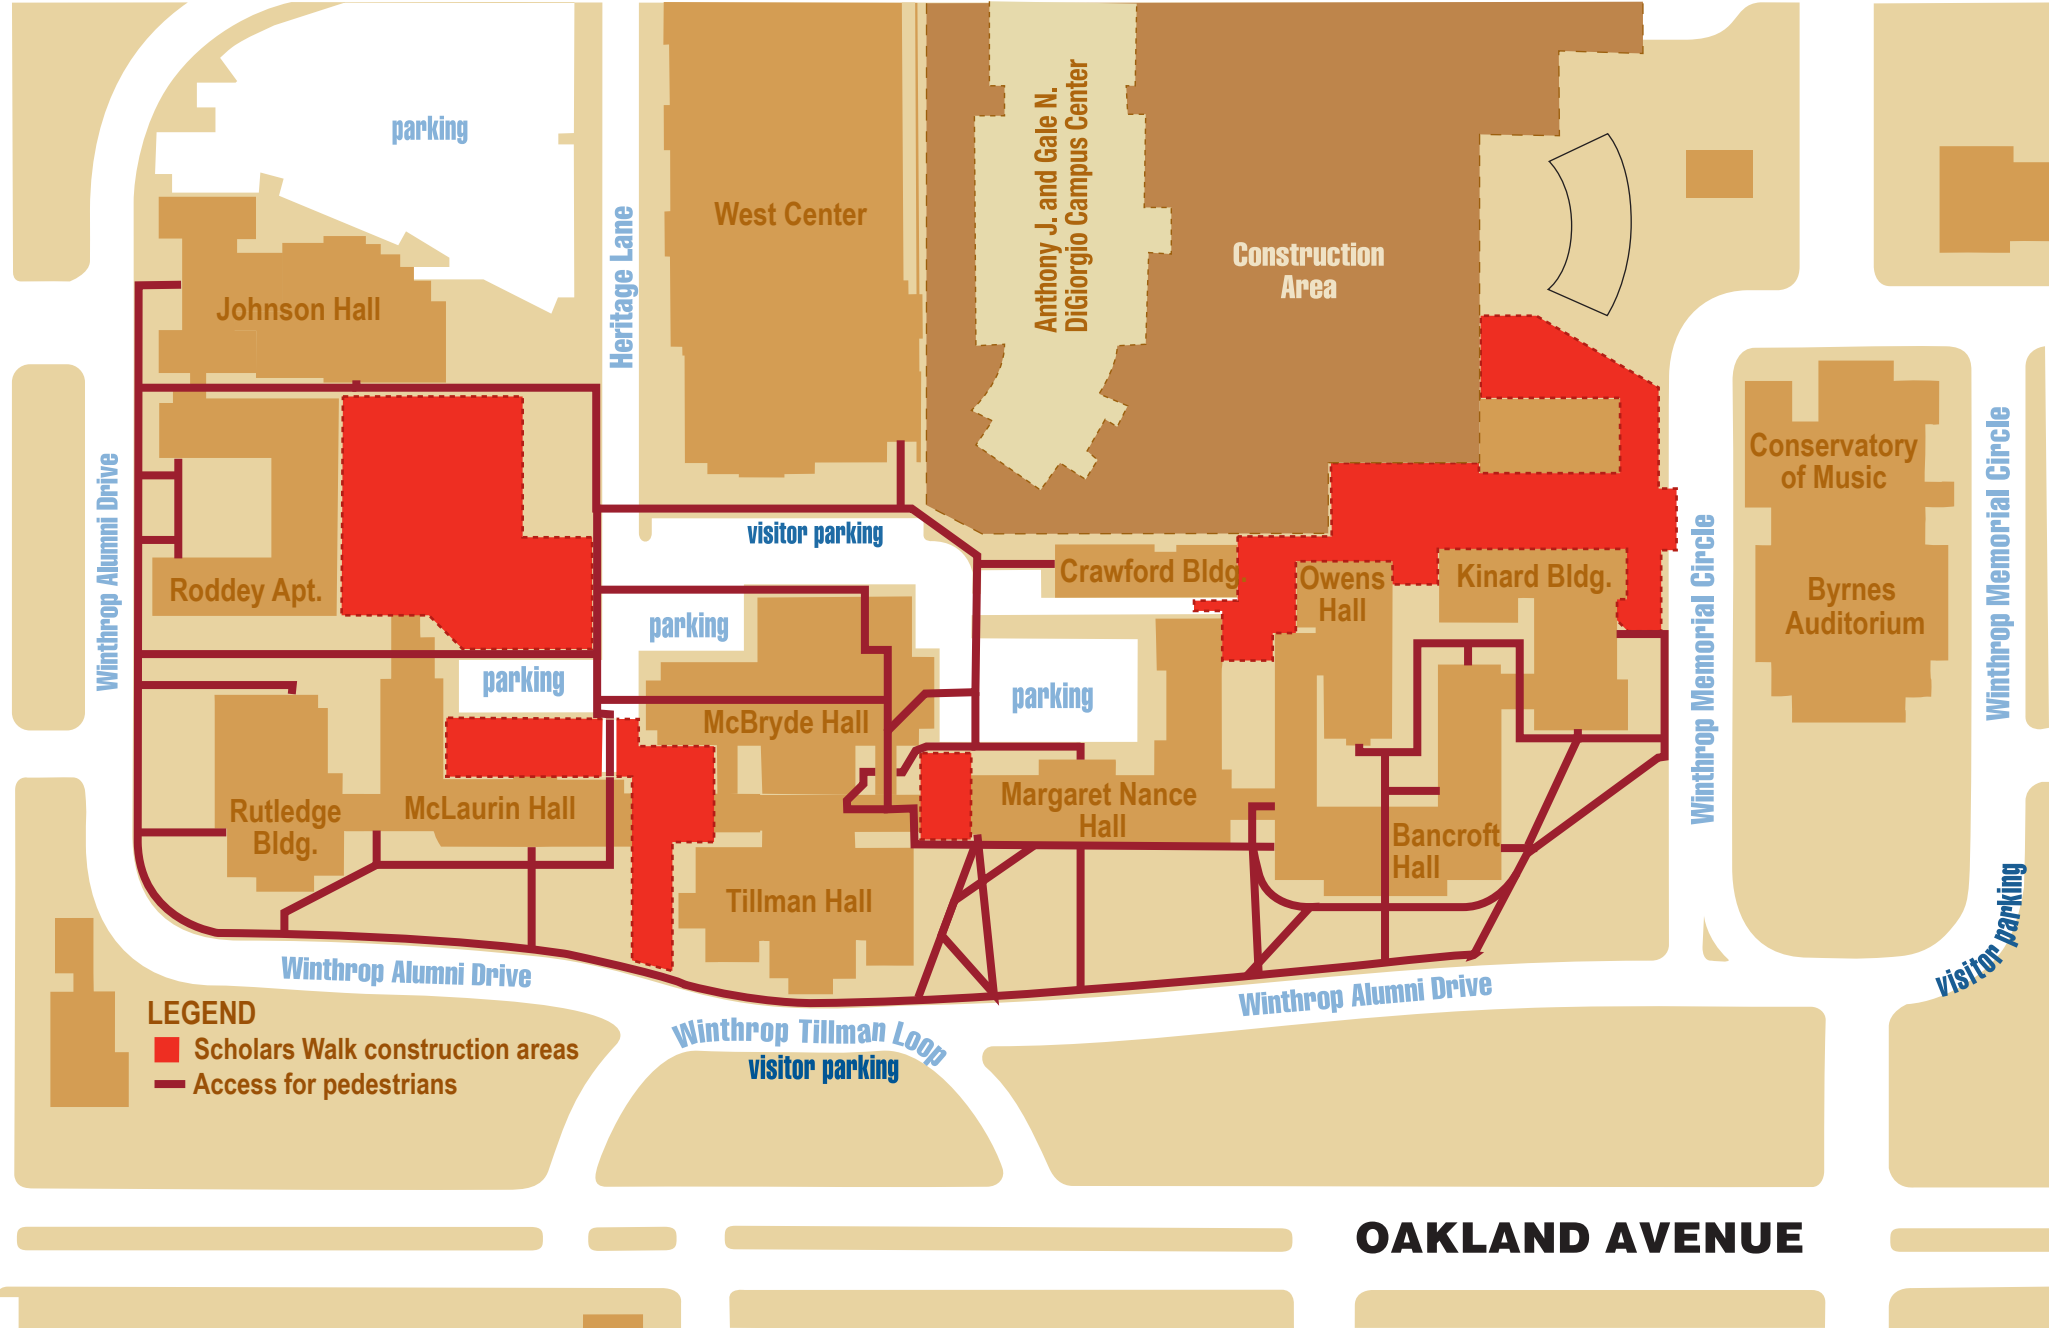 parking
Heritage Lane
West Center
Anthony J. and Gale N.
DiGiorgio Campus Center
Construction
Area
Johnson Hall
Winthrop Alumni Drive
Roddey Apt.
visitor parking
parking
parking
Crawford Bldg.
Owens
Hall
Kinard Bldg.
Conservatory
of Music
Byrnes
Auditorium
Winthrop Memorial Circle
Winthrop Memorial Circle
parking
McBryde Hall
Rutledge
Bldg.
McLaurin Hall
Margaret Nance
Hall
Bancroft
Hall
Tillman Hall
visitor parking
Winthrop Alumni Drive
Winthrop Alumni Drive
Winthrop Tillman Loop
visitor parking
LEGEND
Scholars Walk construction areas
Access for pedestrians
OAKLAND AVENUE